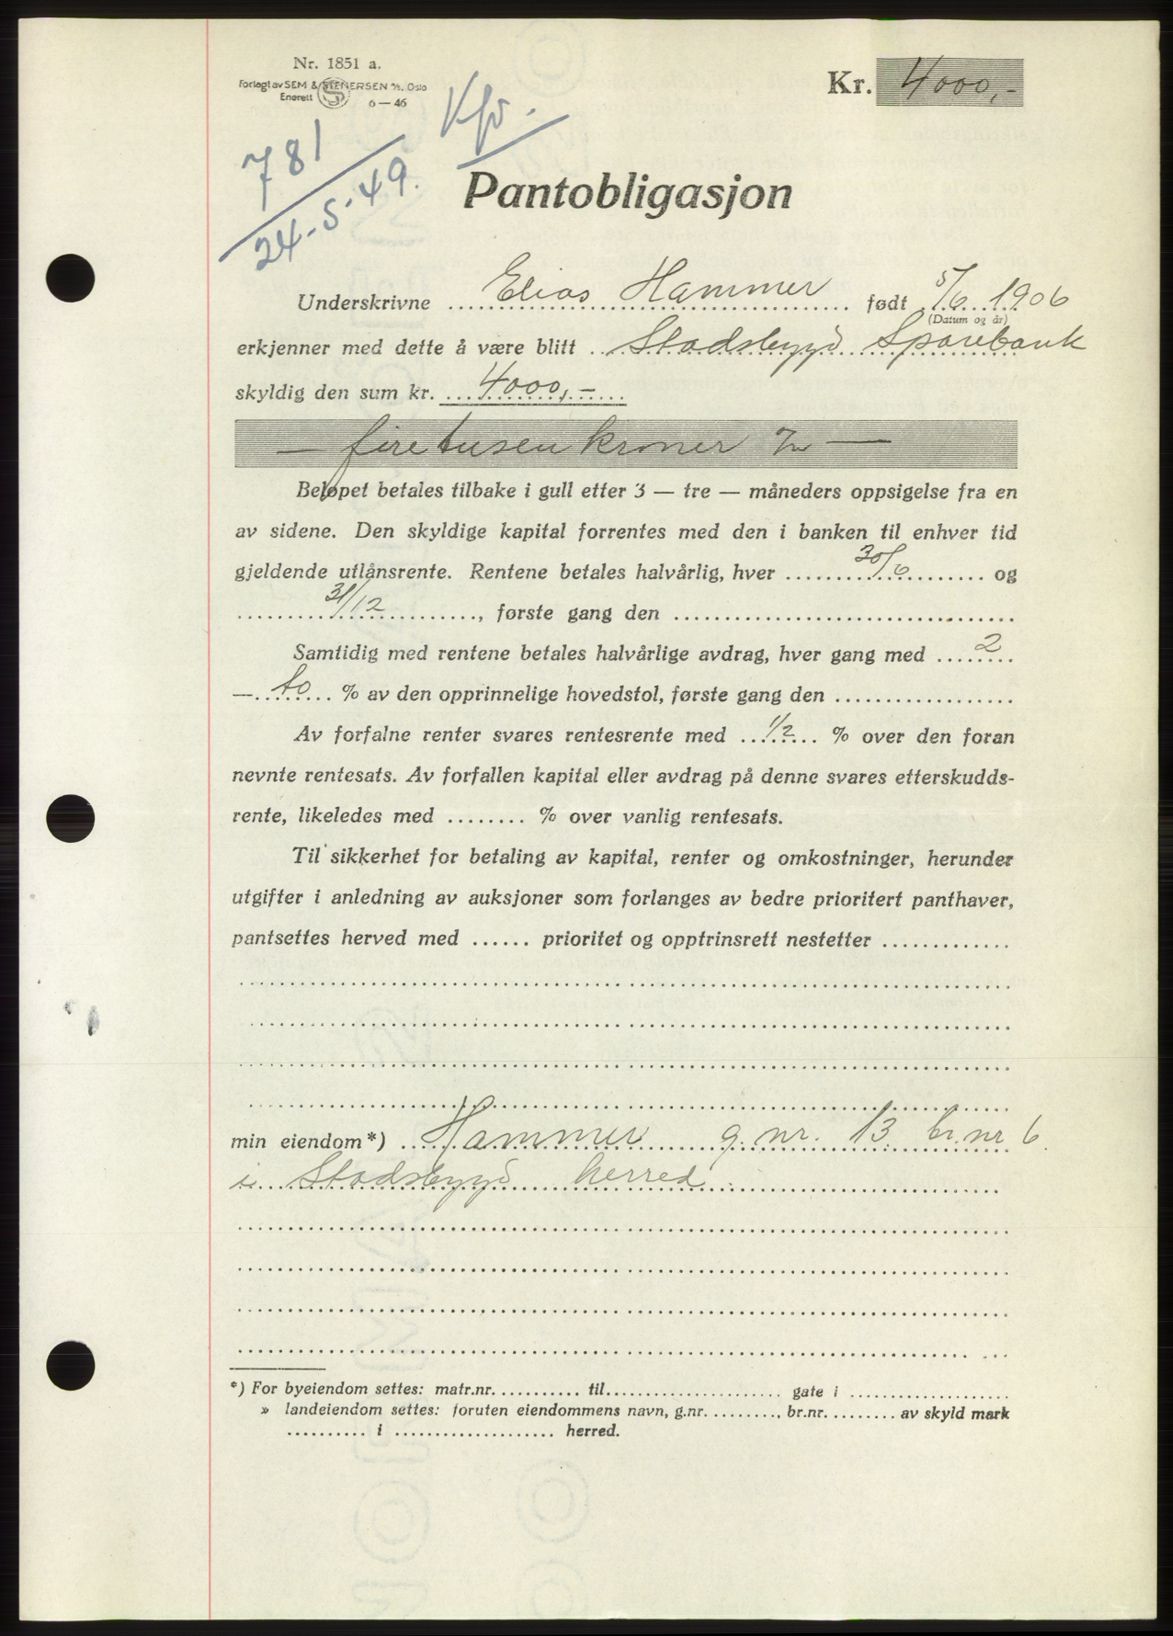 Nr. 1851 a.
Forlagt av SEM & STENERSEN A/S, Oslo
Enerett S 6 — 46
Kr. 4000,-
781
24-5-49.
Pantobligasjon
Underskrivne Elias Hammer født 5/6 1906
(Datum og år)
erkjenner med dette å være blitt Stadsbygd Sparebank
skyldig den sum kr. 4000,-
— firetusen kroner —
Beløpet betales tilbake i gull etter 3 — tre — måneders oppsigelse fra en
av sidene. Den skyldige kapital forrentes med den i banken til enhver tid
gjeldende utlånsrente. Rentene betales halvårlig, hver 30/6 og
31/12, første gang den
Samtidig med rentene betales halvårlige avdrag, hver gang med 2
— to % av den opprinnelige hovedstol, første gang den
Av forfalne renter svares rentesrente med 1/2 % over den foran
nevnte rentesats. Av forfallen kapital eller avdrag på denne svares etterskudds-
rente, likeledes med ........ % over vanlig rentesats.
Til sikkerhet for betaling av kapital, renter og omkostninger, herunder
utgifter i anledning av auksjoner som forlanges av bedre prioritert panthaver,
pantsettes herved med ...... prioritet og opptrinsrett nestetter .............
min eiendom*) Hammer g.nr. 13 br.nr 6
i Stadsbygd herred
*) For byeiendom settes: matr.nr. .......... til ...................... gate i ....................
» landeiendom settes: foruten eiendommens navn, g.nr. ........, br.nr. ........ av skyld mark
.......... i .................... herred.